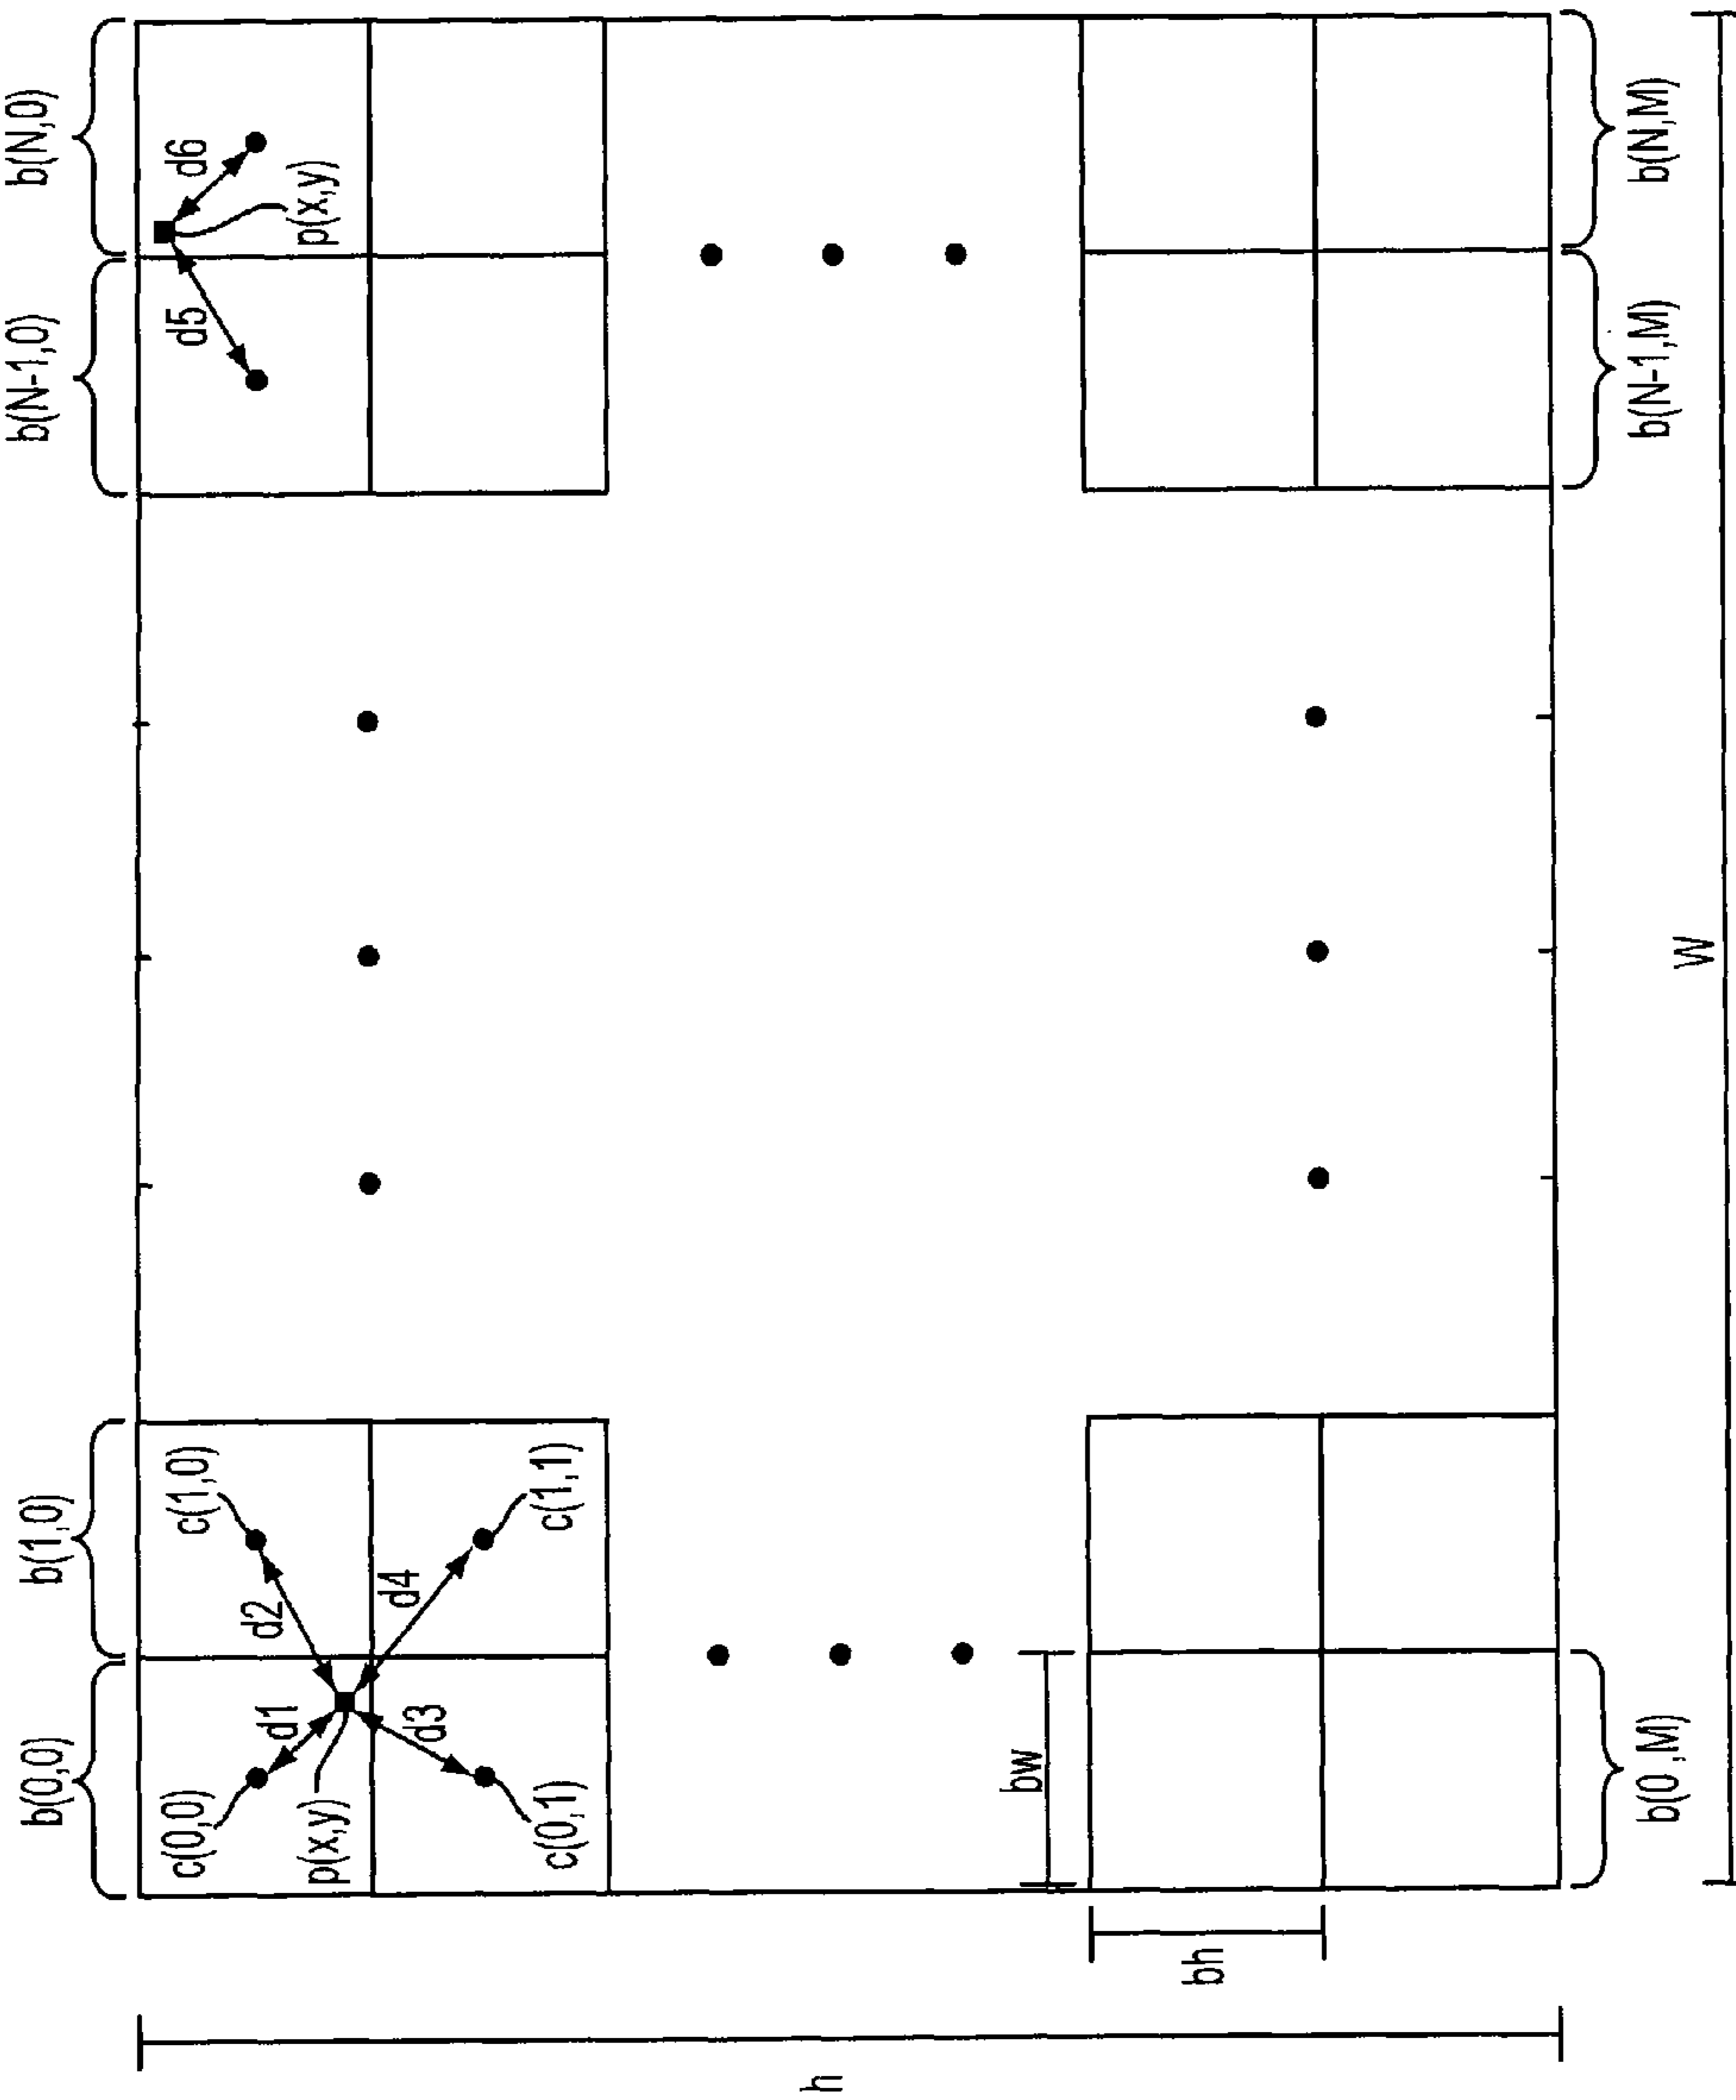 b(0,0)
b(1,0)
b(N-1,0)
b(N,0)
c(0,0)
c(1,0)
d5
d6
d1
d2
p(x,y)
p(x,y)
d3
d4
c(0,1)
c(1,1)
h
bw
bh
b(0,M)
b(N-1,M)
b(N,M)
W